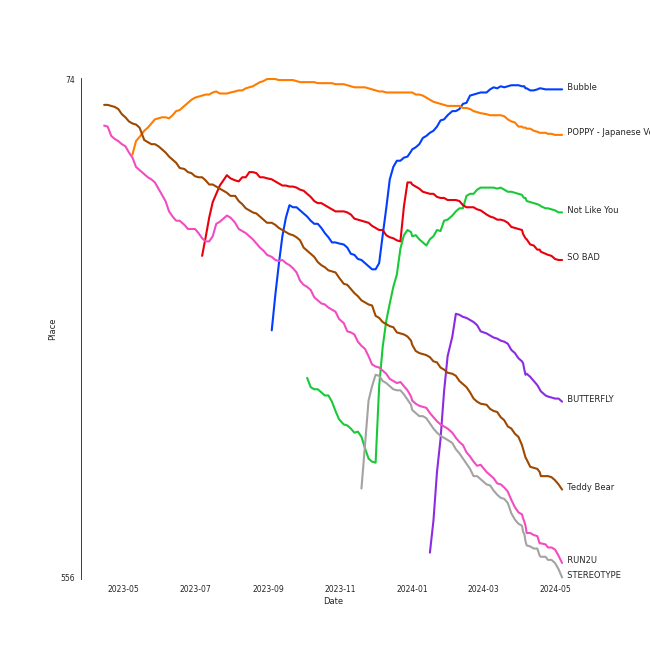 74
Bubble
POPPY - Japanese Ve
Not Like You
SO BAD
Place
BUTTERFLY
Teddy Bear
RUN2U
STEREOTYPE
556
2023-05
2023-07
2023-09
2023-11
2024-01
2024-03
2024-05
Date